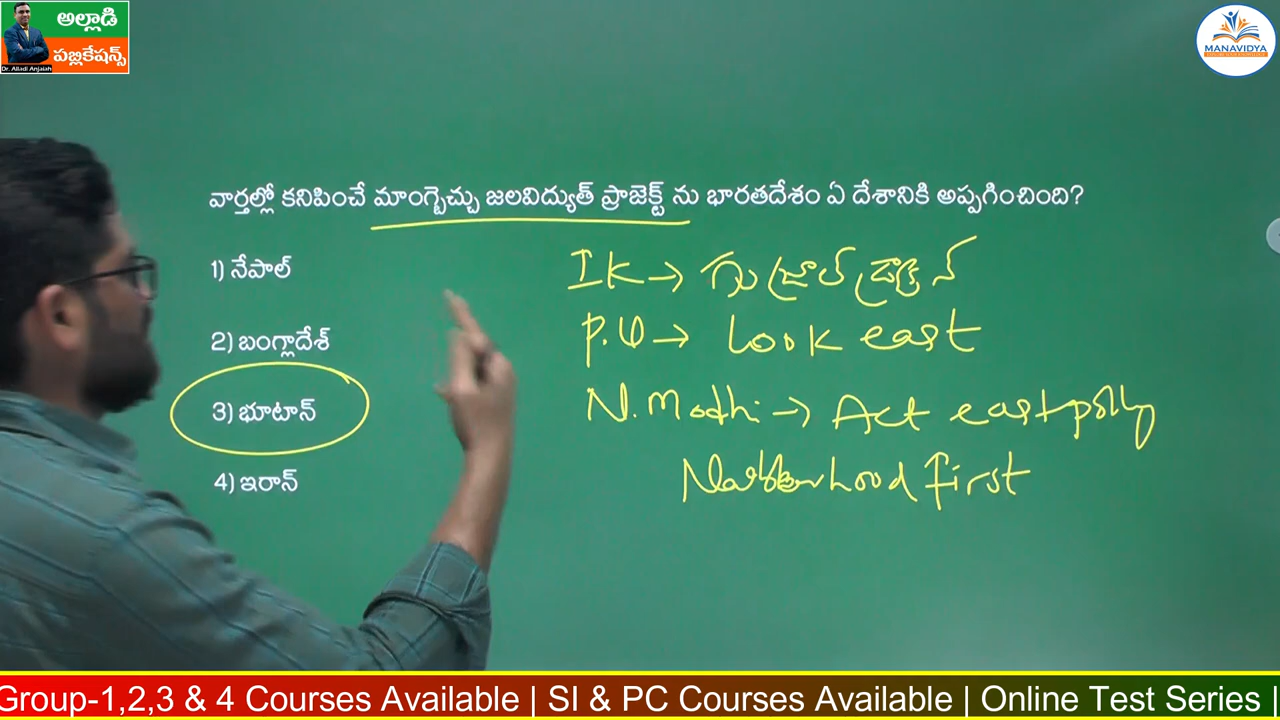 అల్లాడి
పబ్లికేషన్స్
Dr. Alladi Anjaiah
MANAVIDYA
వార్తల్లో కనిపించే మాంగ్బెచ్చు జలవిద్యుత్ ప్రాజెక్ట్ ను భారతదేశం ఏ దేశానికి అప్పగించింది?
1) నేపాల్
2) బంగ్లాదేశ్
3) భూటాన్
4) ఇరాన్
IK → గుజ్రాల్ డాక్రిన్
P.V → Look east
N. Modhi → Act east policy
first
Group-1,2,3 & 4 Courses Available | SI & PC Courses Available | Online Test Series |